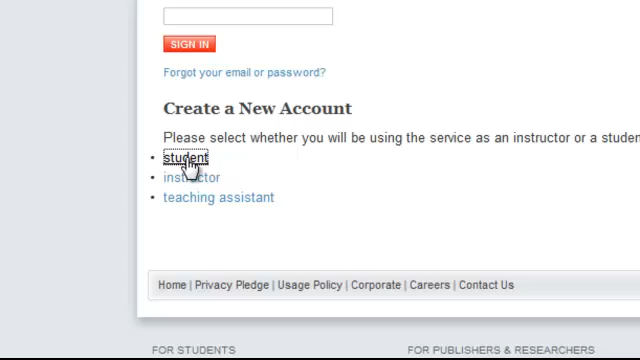 SIGN IN
Forgot your email or password?
Create a New Account
Please select whether you will be using the service as an instructor or a studen
• student
• instructor
• teaching assistant
Home | Privacy Pledge | Usage Policy | Corporate | Careers | Contact Us
FOR STUDENTS FOR PUBLISHERS & RESEARCHERS